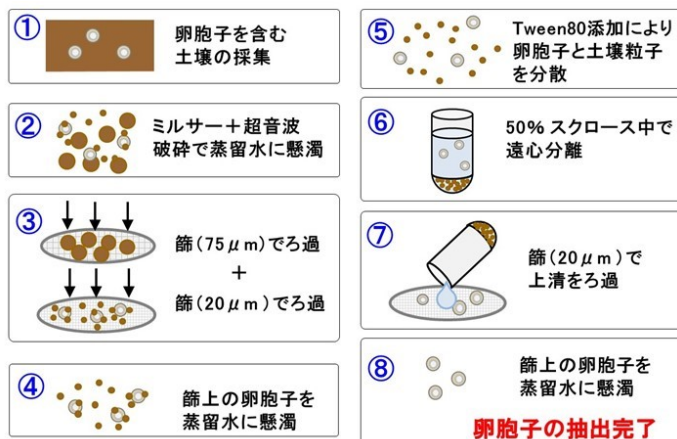 ①
卵胞子を含む
土壌の採集
②
ミルサー＋超音波
破砕で蒸留水に懸濁
③
篩（75μm）でろ過
+
篩（20μm）でろ過
④
篩上の卵胞子を
蒸留水に懸濁
⑤
Tween80添加により
卵胞子と土壌粒子
を分散
⑥
50% スクロース中で
遠心分離
⑦
篩（20μm）で
上清をろ過
⑧
篩上の卵胞子を
蒸留水に懸濁
卵胞子の抽出完了